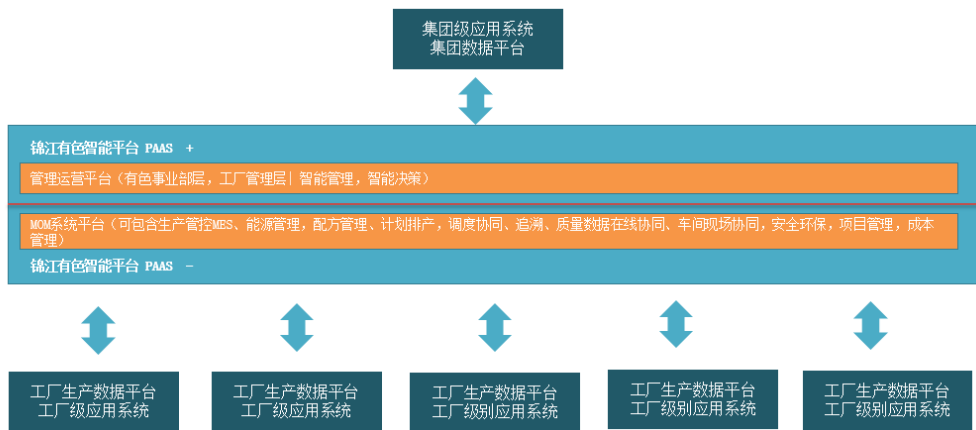 集团级应用系统
集团数据平台
锦江有色智能平台 PAAS +
管理运营平台（有色事业部层，工厂管理层| 智能管理，智能决策）
MOM系统平台（可包含生产管控MES、能源管理，配方管理、计划排产，调度协同、追溯、质量数据在线协同、车间现场协同，安全环保，项目管理，成本
管理）
锦江有色智能平台 PAAS -
工厂生产数据平台
工厂级应用系统
工厂生产数据平台
工厂级应用系统
工厂生产数据平台
工厂级别应用系统
工厂生产数据平台
工厂级别应用系统
工厂生产数据平台
工厂级别应用系统